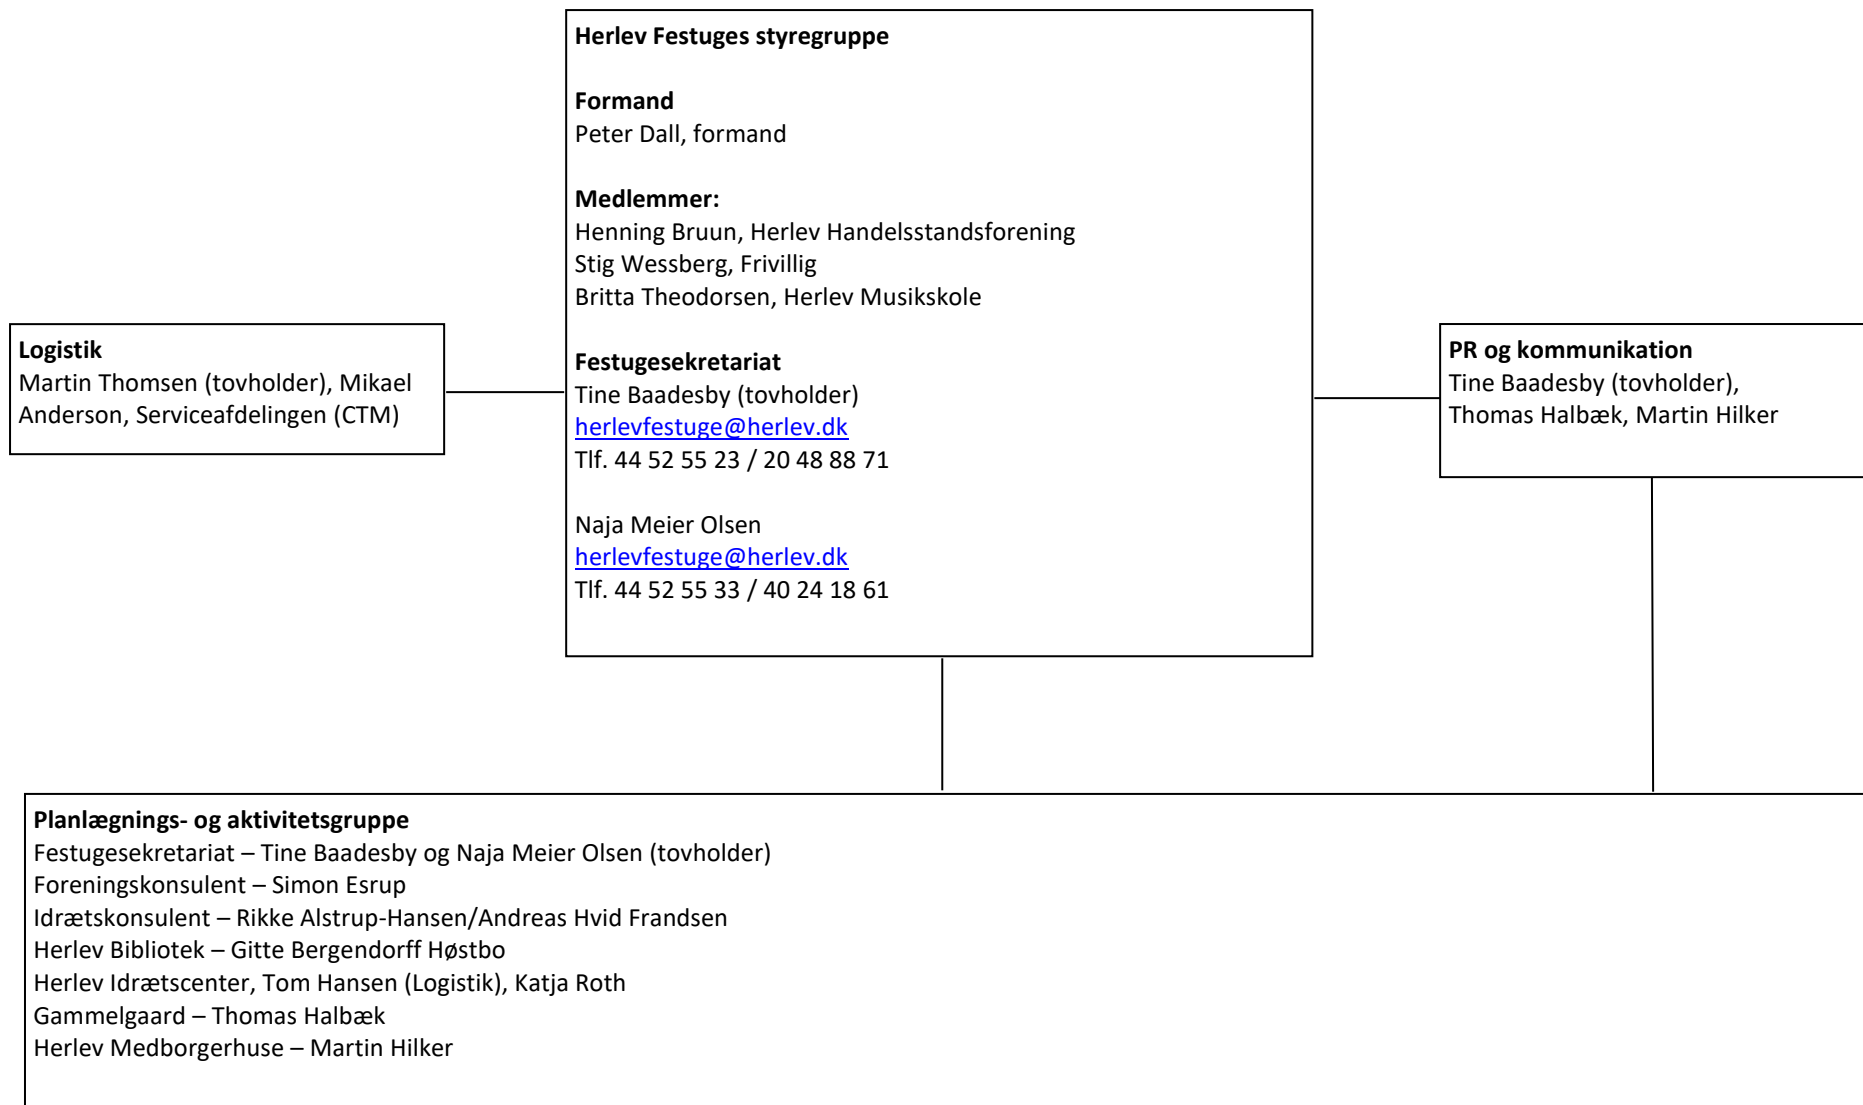 Herlev Festuges styregruppe
Formand
Peter Dall, formand
Medlemmer:
Henning Bruun, Herlev Handelsstandsforening
Stig Wessberg, Frivillig
Britta Theodorsen, Herlev Musikskole
Festugesekretariat
Tine Baadesby (tovholder)
herlevfestuge@herlev.dk
Tlf. 44 52 55 23 / 20 48 88 71
Naja Meier Olsen
herlevfestuge@herlev.dk
Tlf. 44 52 55 33 / 40 24 18 61
Logistik
Martin Thomsen (tovholder), Mikael
Anderson, Serviceafdelingen (CTM)
PR og kommunikation
Tine Baadesby (tovholder),
Thomas Halbæk, Martin Hilker
Planlægnings- og aktivitetsgruppe
Festugesekretariat – Tine Baadesby og Naja Meier Olsen (tovholder)
Foreningskonsulent – Simon Esrup
Idrætskonsulent – Rikke Alstrup-Hansen/Andreas Hvid Frandsen
Herlev Bibliotek – Gitte Bergendorff Høstbo
Herlev Idrætscenter, Tom Hansen (Logistik), Katja Roth
Gammelgaard – Thomas Halbæk
Herlev Medborgerhuse – Martin Hilker